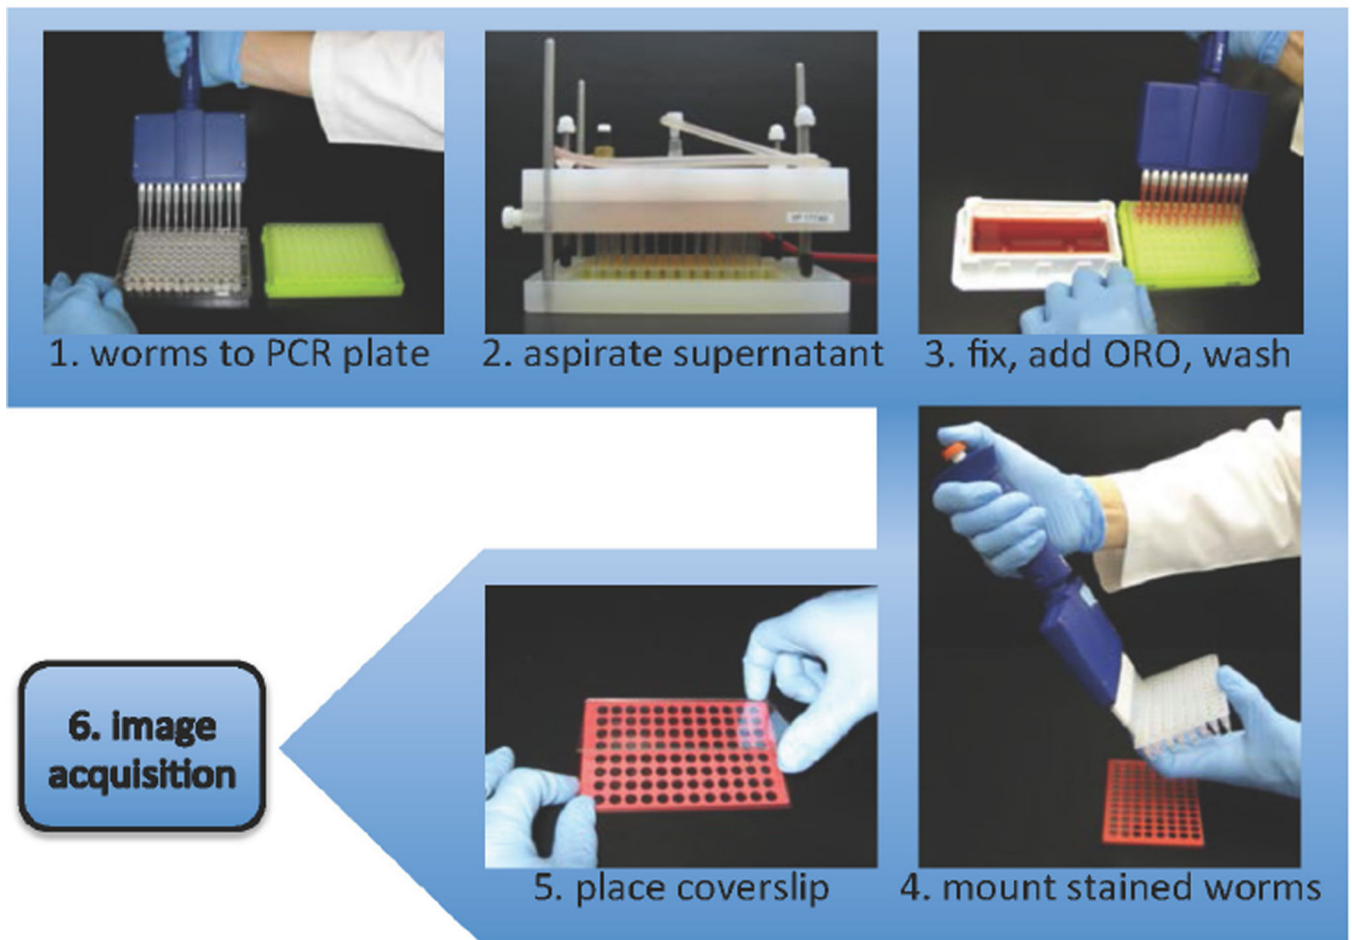 1. worms to PCR plate
2. aspirate supernatant
3. fix, add ORO, wash
4. mount stained worms
5. place coverslip
6. image
acquisition